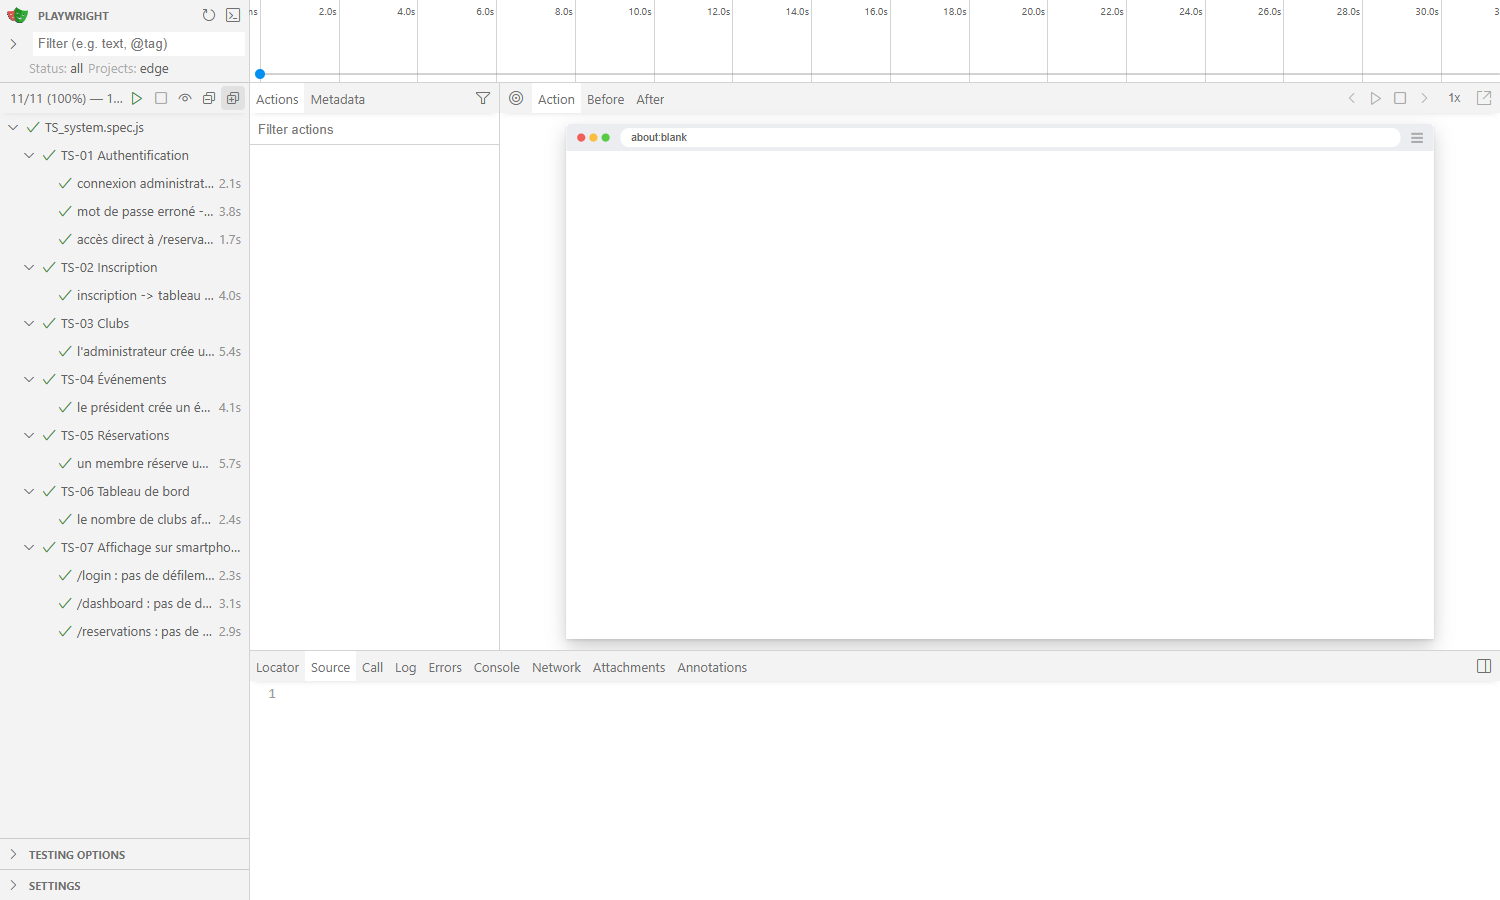 PLAYWRIGHT
Filter (e.g. text, @tag)
Status: all Projects: edge
11/11 (100%) — 1...
TS_system.spec.js
TS-01 Authentification
connexion administrat... 2.1s
mot de passe erroné -... 3.8s
accès direct à /reserva... 1.7s
TS-02 Inscription
inscription -> tableau ... 4.0s
TS-03 Clubs
l'administrateur crée u... 5.4s
TS-04 Événements
le président crée un é... 4.1s
TS-05 Réservations
un membre réserve u... 5.7s
TS-06 Tableau de bord
le nombre de clubs af... 2.4s
TS-07 Affichage sur smartpho...
/login : pas de défilem... 2.3s
/dashboard : pas de d... 3.1s
/reservations : pas de ... 2.9s
TESTING OPTIONS
SETTINGS
ns 2.0s 4.0s 6.0s 8.0s 10.0s 12.0s 14.0s 16.0s 18.0s 20.0s 22.0s 24.0s 26.0s 28.0s 30.0s 3
Actions Metadata
Filter actions
Action Before After
1x
about:blank
Locator Source Call Log Errors Console Network Attachments Annotations
1